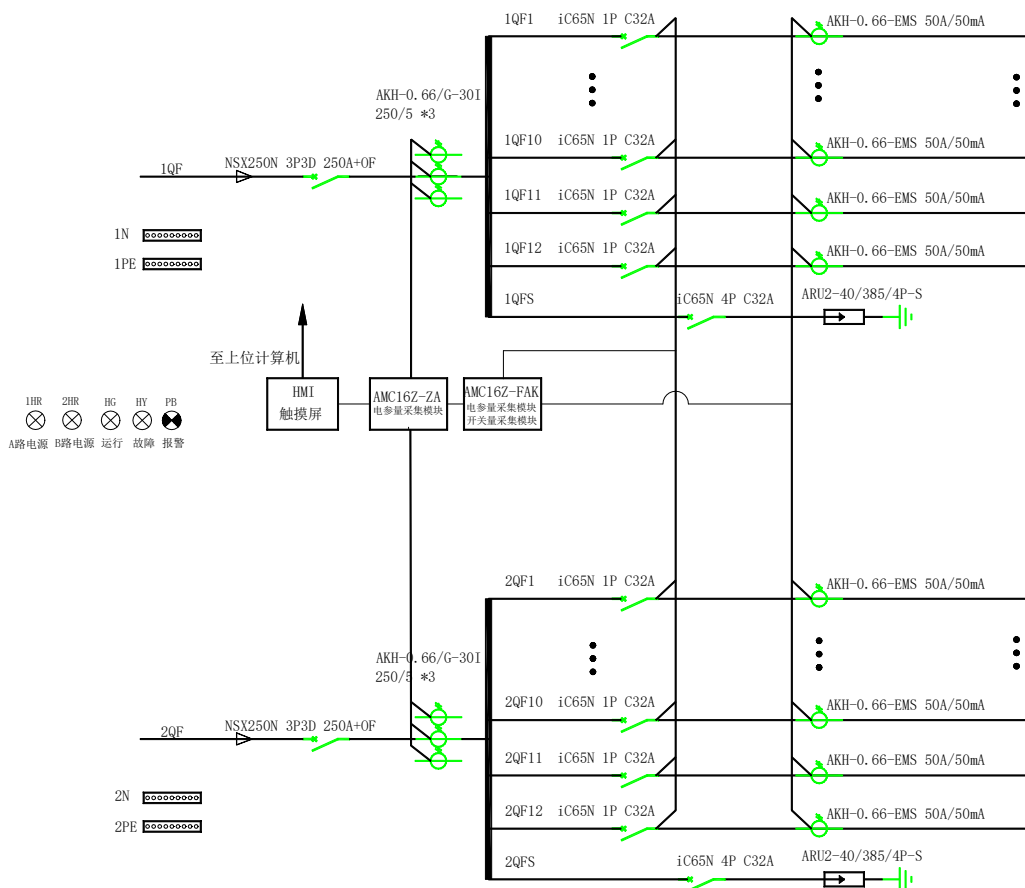 1QF1 iC65N 1P C32A AKH-0.66-EMS 50A/50mA
AKH-0.66/G-30I
250/5 *3
1QF10 iC65N 1P C32A AKH-0.66-EMS 50A/50mA
1QF NSX250N 3P3D 250A+OF
1QF11 iC65N 1P C32A AKH-0.66-EMS 50A/50mA
1N
1QF12 iC65N 1P C32A AKH-0.66-EMS 50A/50mA
1PE
1QFS iC65N 4P C32A ARU2-40/385/4P-S
至上位计算机
HMI
触摸屏
AMC16Z-ZA
电参量采集模块
AMC16Z-FAK
电参量采集模块
开关量采集模块
1HR 2HR HG HY PB
A路电源 B路电源 运行 故障 报警
2QF1 iC65N 1P C32A AKH-0.66-EMS 50A/50mA
AKH-0.66/G-30I
250/5 *3
2QF10 iC65N 1P C32A AKH-0.66-EMS 50A/50mA
2QF NSX250N 3P3D 250A+OF
2QF11 iC65N 1P C32A AKH-0.66-EMS 50A/50mA
2N
2QF12 iC65N 1P C32A AKH-0.66-EMS 50A/50mA
2PE
2QFS iC65N 4P C32A ARU2-40/385/4P-S